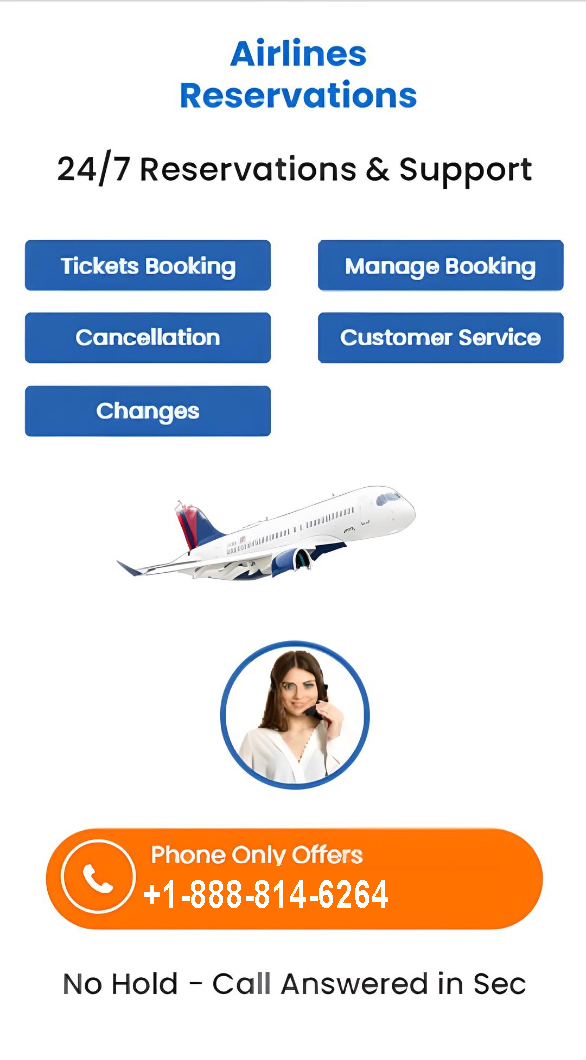 Airlines
Reservations
24/7 Reservations & Support
Tickets Booking
Manage Booking
Cancellation
Customer Service
Changes
Phone Only Offers
+1-888-814-6264
No Hold - Call Answered in Sec